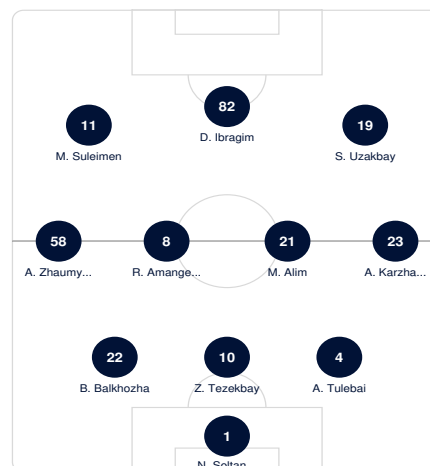 82
11
19
D. Ibragim
M. Suleimen
S. Uzakbay
58
8
21
23
A. Zhaumy...
R. Amange...
M. Alim
A. Karzha...
22
10
4
B. Balkhozha
Z. Tezekbay
A. Tulebai
1
N. Soltan